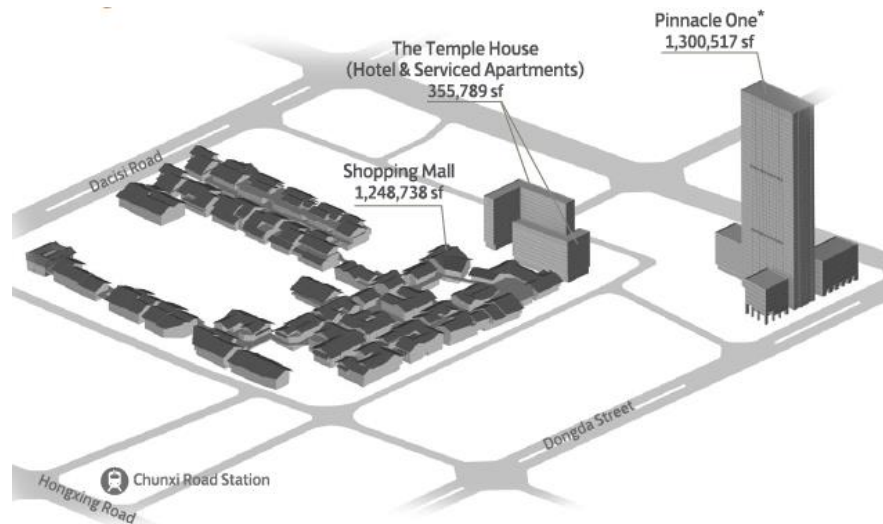 Pinnacle One*
1,300,517 sf
The Temple House
(Hotel & Serviced Apartments)
355,789 sf
Dacisi Road
Shopping Mall
1,248,738 sf
Dongda Street
Chunxi Road Station
Hongxing Road